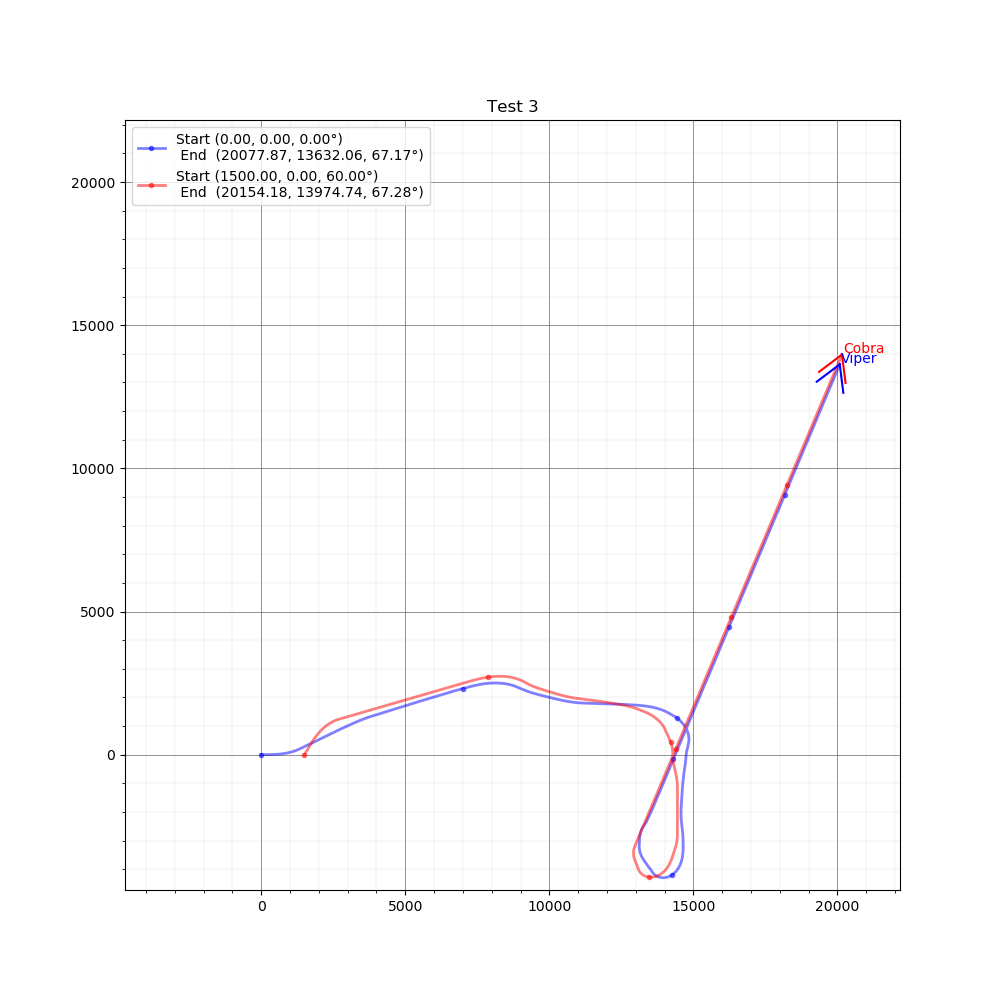 Test 3
Start (0.00, 0.00, 0.00°)
End (20077.87, 13632.06, 67.17°)
Start (1500.00, 0.00, 60.00°)
End (20154.18, 13974.74, 67.28°)
20000
15000
10000
5000
0
Cobra
Viper
0 5000 10000 15000 20000